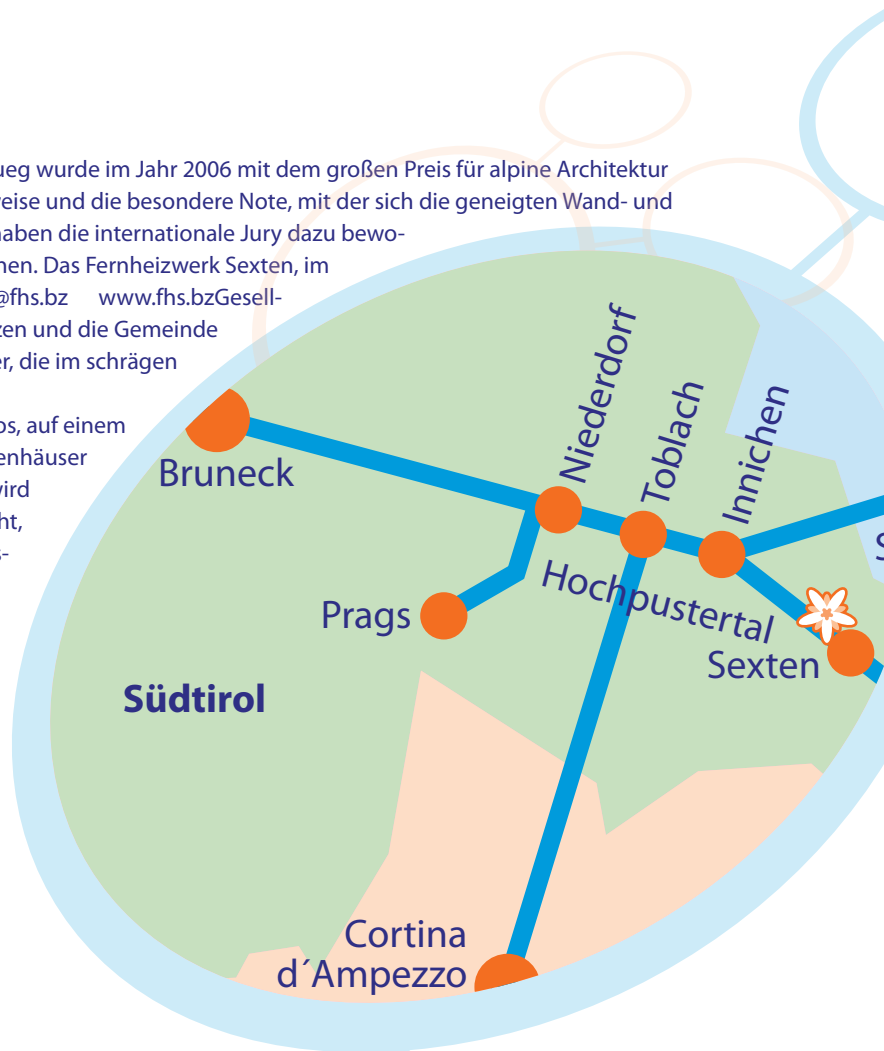 ueg wurde im Jahr 2006 mit dem großen Preis für alpine Architektur
eise und die besondere Note, mit der sich die geneigten Wand- und
haben die internationale Jury dazu bewo-
nen. Das Fernheizwerk Sexten, im
@fhs.bz www.fhs.bzGesell-
zen und die Gemeinde
er, die im schrägen
os, auf einem
enhäuser
vird
ht,
s-
Niederdorf
Toblach
Innichen
Bruneck
S
Hochpustertal
Prags
Sexten
Südtirol
Cortina
d´Ampezzo